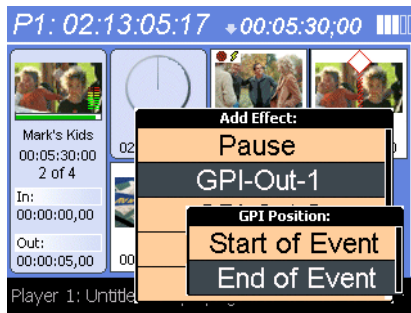 P1: 02:13:05:17 00:05:30;00
Mark's Kids
00:05:30:00
2 of 4
In:
00:00:00,00
Out:
00:00:05,00
02
00
Add Effect:
Pause
GPI-Out-1
GPI Position:
Start of Event
End of Event
Player 1: Untitle